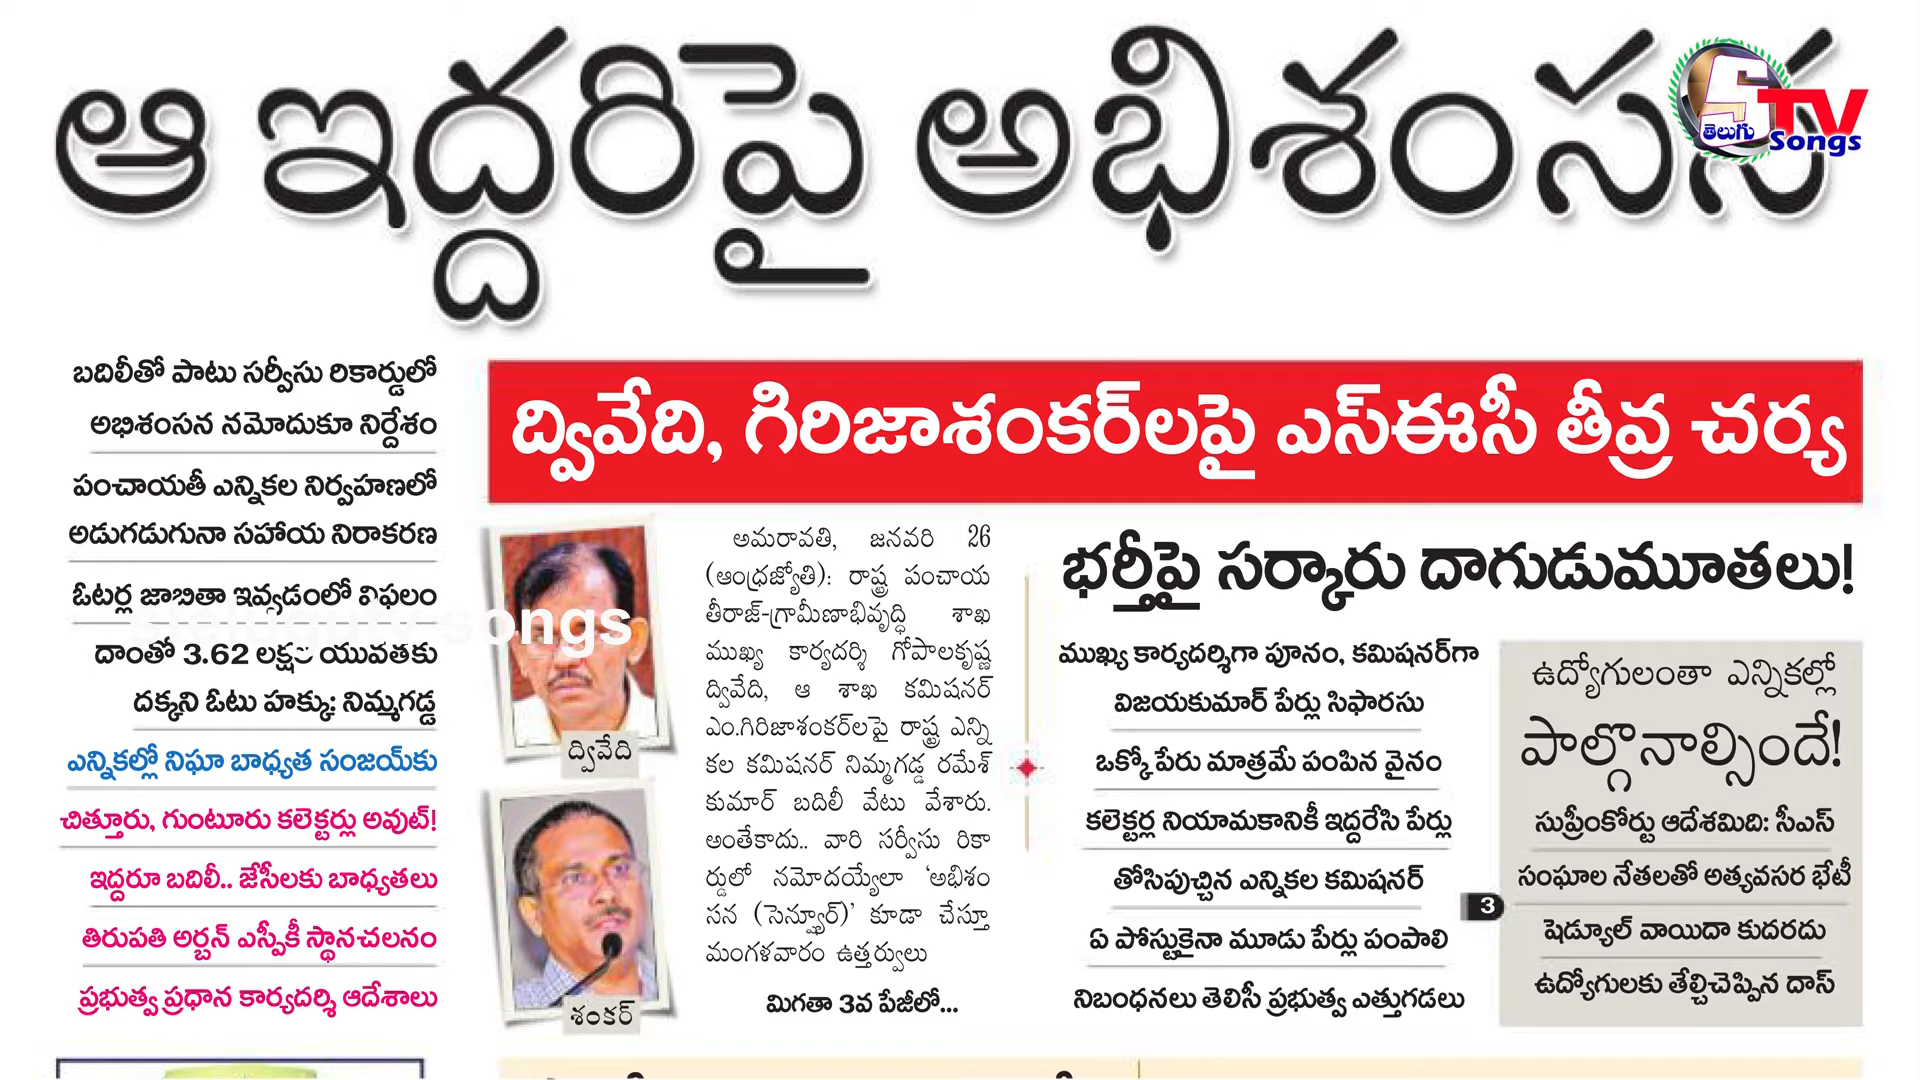 ఆ ఇద్దరిపై అభిశంసన
తెలుగు
TV
Songs
బదిలీతో పాటు సర్వీసు రికార్డులో
అభిశంసన నమోదుకూ నిర్దేశం
పంచాయతీ ఎన్నికల నిర్వహణలో
అడుగడుగునా సహాయ నిరాకరణ
ఓటర్ల జాబితా ఇవ్వడంలో విఫలం
దాంతో 3.62 లక్షల యువతకు
దక్కని ఓటు హక్కు: నిమ్మగడ్డ
ఎన్నికల్లో నిఘా బాధ్యత సంజయ్‌కు
చిత్తూరు, గుంటూరు కలెక్టర్లు అవుట్!
ఇద్దరూ బదిలీ.. జేసీలకు బాధ్యతలు
తిరుపతి అర్బన్ ఎస్పీకీ స్థానచలనం
ప్రభుత్వ ప్రధాన కార్యదర్శి ఆదేశాలు
songs
ద్వివేది, గిరిజాశంకర్‌లపై ఎస్ఈసీ తీవ్ర చర్య
ద్వివేది
శంకర్
అమరావతి, జనవరి 26
(ఆంధ్రజ్యోతి): రాష్ట్ర పంచాయ
తీరాజ్-గ్రామీణాభివృద్ధి శాఖ
ముఖ్య కార్యదర్శి గోపాలకృష్ణ
ద్వివేది, ఆ శాఖ కమిషనర్
ఎం.గిరిజాశంకర్‌లపై రాష్ట్ర ఎన్ని
కల కమిషనర్ నిమ్మగడ్డ రమేశ్
కుమార్ బదిలీ వేటు వేశారు.
అంతేకాదు.. వారి సర్వీసు రికా
ర్డులో నమోదయ్యేలా ‘అభిశం
సన (సెన్ష్యూర్)’ కూడా చేస్తూ
మంగళవారం ఉత్తర్వులు
మిగతా 3వ పేజీలో...
భర్తీపై సర్కారు దాగుడుమూతలు!
ముఖ్య కార్యదర్శిగా పూనం, కమిషనర్‌గా
విజయకుమార్ పేర్లు సిఫారసు
ఒక్కోపేరు మాత్రమే పంపిన వైనం
కలెక్టర్ల నియామకానికీ ఇద్దరేసి పేర్లు
తోసిపుచ్చిన ఎన్నికల కమిషనర్
ఏ పోస్టుకైనా మూడు పేర్లు పంపాలి
నిబంధనలు తెలిసీ ప్రభుత్వ ఎత్తుగడలు
3
ఉద్యోగులంతా ఎన్నికల్లో
పాల్గొనాల్సిందే!
సుప్రీంకోర్టు ఆదేశమిది: సీఎస్
సంఘాల నేతలతో అత్యవసర భేటీ
షెడ్యూల్ వాయిదా కుదరదు
ఉద్యోగులకు తేల్చిచెప్పిన దాస్